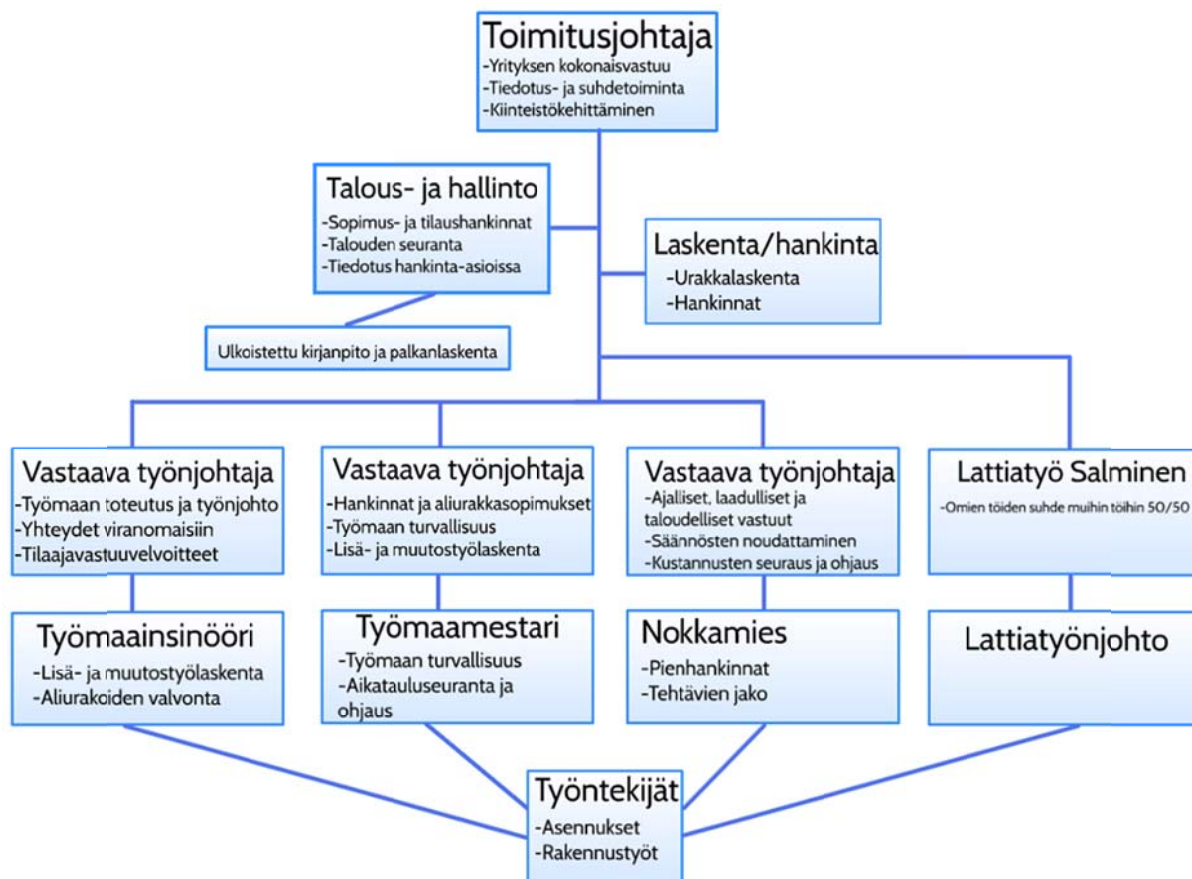 Toimitusjohtaja
-Yrityksen kokonaisvastuu
-Tiedotus- ja suhdetoiminta
-Kiinteistökehittäminen
Talous- ja hallinto
-Sopimus- ja tilaushankinnat
-Talouden seuranta
-Tiedotus hankinta-asioissa
Laskenta/hankinta
-Urakkalaskenta
-Hankinnat
Ulkoistettu kirjanpito ja palkanlaskenta
Vastaava työnjohtaja
-Työmaan toteutus ja työnjohto
-Yhteydet viranomaisiin
-Tilaajavastuuvelvoitteet
Vastaava työnjohtaja
-Hankinnat ja aliurakkasopimukset
-Työmaan turvallisuus
-Lisä- ja muutostyölaskenta
Vastaava työnjohtaja
-Ajalliset, laadulliset ja
taloudelliset vastuut
-Säännösten noudattaminen
-Kustannusten seuraus ja ohjaus
Lattiatyö Salminen
-Omien töiden suhde muihin töihin 50/50
Työmaainsinööri
-Lisä- ja muutostyölaskenta
-Aliurakoiden valvonta
Työmaamestari
-Työmaan turvallisuus
-Aikatauluseuranta ja
ohjaus
Nokkamies
-Pienhankinnat
-Tehtävien jako
Lattiatyönjohto
Työntekijät
-Asennukset
-Rakennustyöt